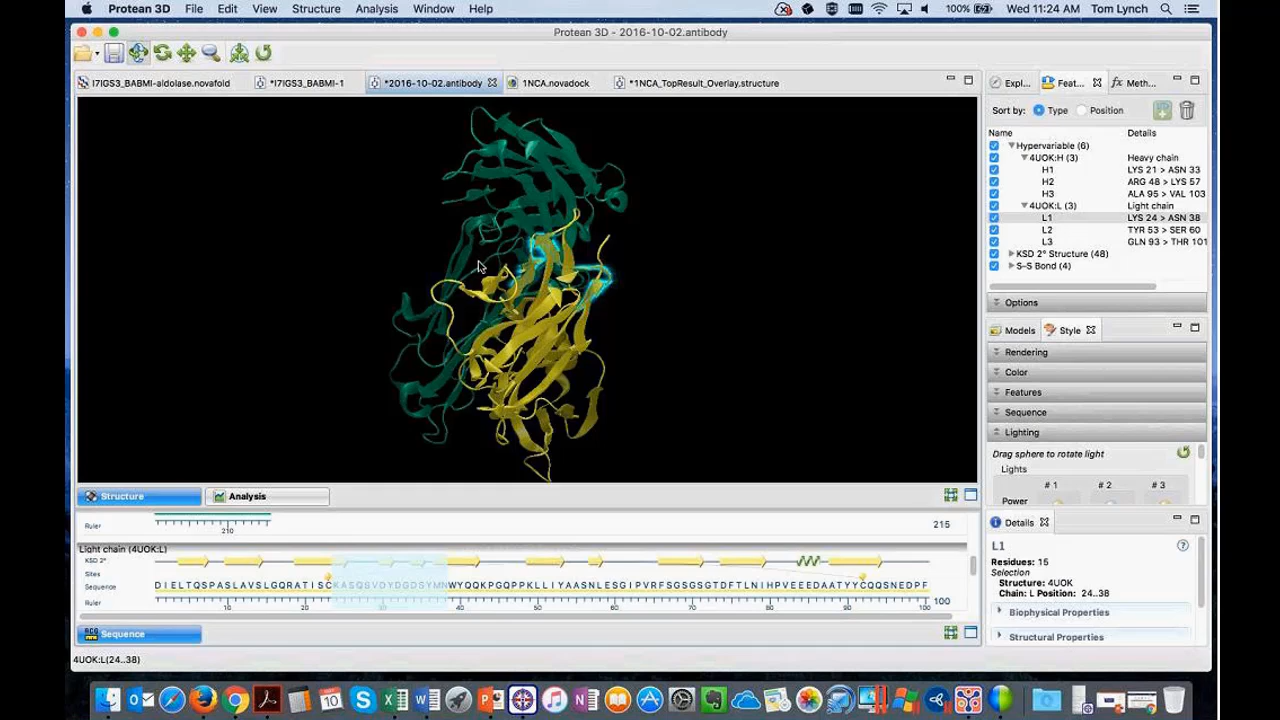 Protean 3D File Edit View Structure Analysis Window Help 100% Wed 11:24 AM Tom Lynch
Protean 3D - 2016-10-02.antibody
I7IGS3_BABMI-aldolase.novafold *I7IGS3_BABMI-1 *2016-10-02.antibody 1NCA.novadock *1NCA_TopResult_Overlay.structure
Expl... Feat... fx Meth...
Sort by: Type Position
Name Details
Hypervariable (6)
4UOK:H (3) Heavy chain
H1 LYS 21 > ASN 33
H2 ARG 48 > LYS 57
H3 ALA 95 > VAL 103
4UOK:L (3) Light chain
L1 LYS 24 > ASN 38
L2 TYR 53 > SER 60
L3 GLN 93 > THR 101
KSD 2° Structure (48)
S-S Bond (4)
Options
Models Style
Rendering
Color
Features
Sequence
Lighting
Drag sphere to rotate light
Lights
# 1 # 2 # 3
Power
Structure Analysis
Ruler 210 215
Light chain (4UOK:L)
KSD 2°
Sites
Sequence DIELTQSPASLAVSLGQRATISCKASQSVDYDGDSYMNWYQQKPGQPPKLLIYAASNLESGIPVRFSGSGSGTDFTLNIHPVEEEDAATYYCQQSNEDPF
Ruler 10 20 30 40 50 60 70 80 90 100 100
Sequence
4UOK:L(24..38)
Details
L1
Residues: 15
Selection
Structure: 4UOK
Chain: L Position: 24..38
Biophysical Properties
Structural Properties